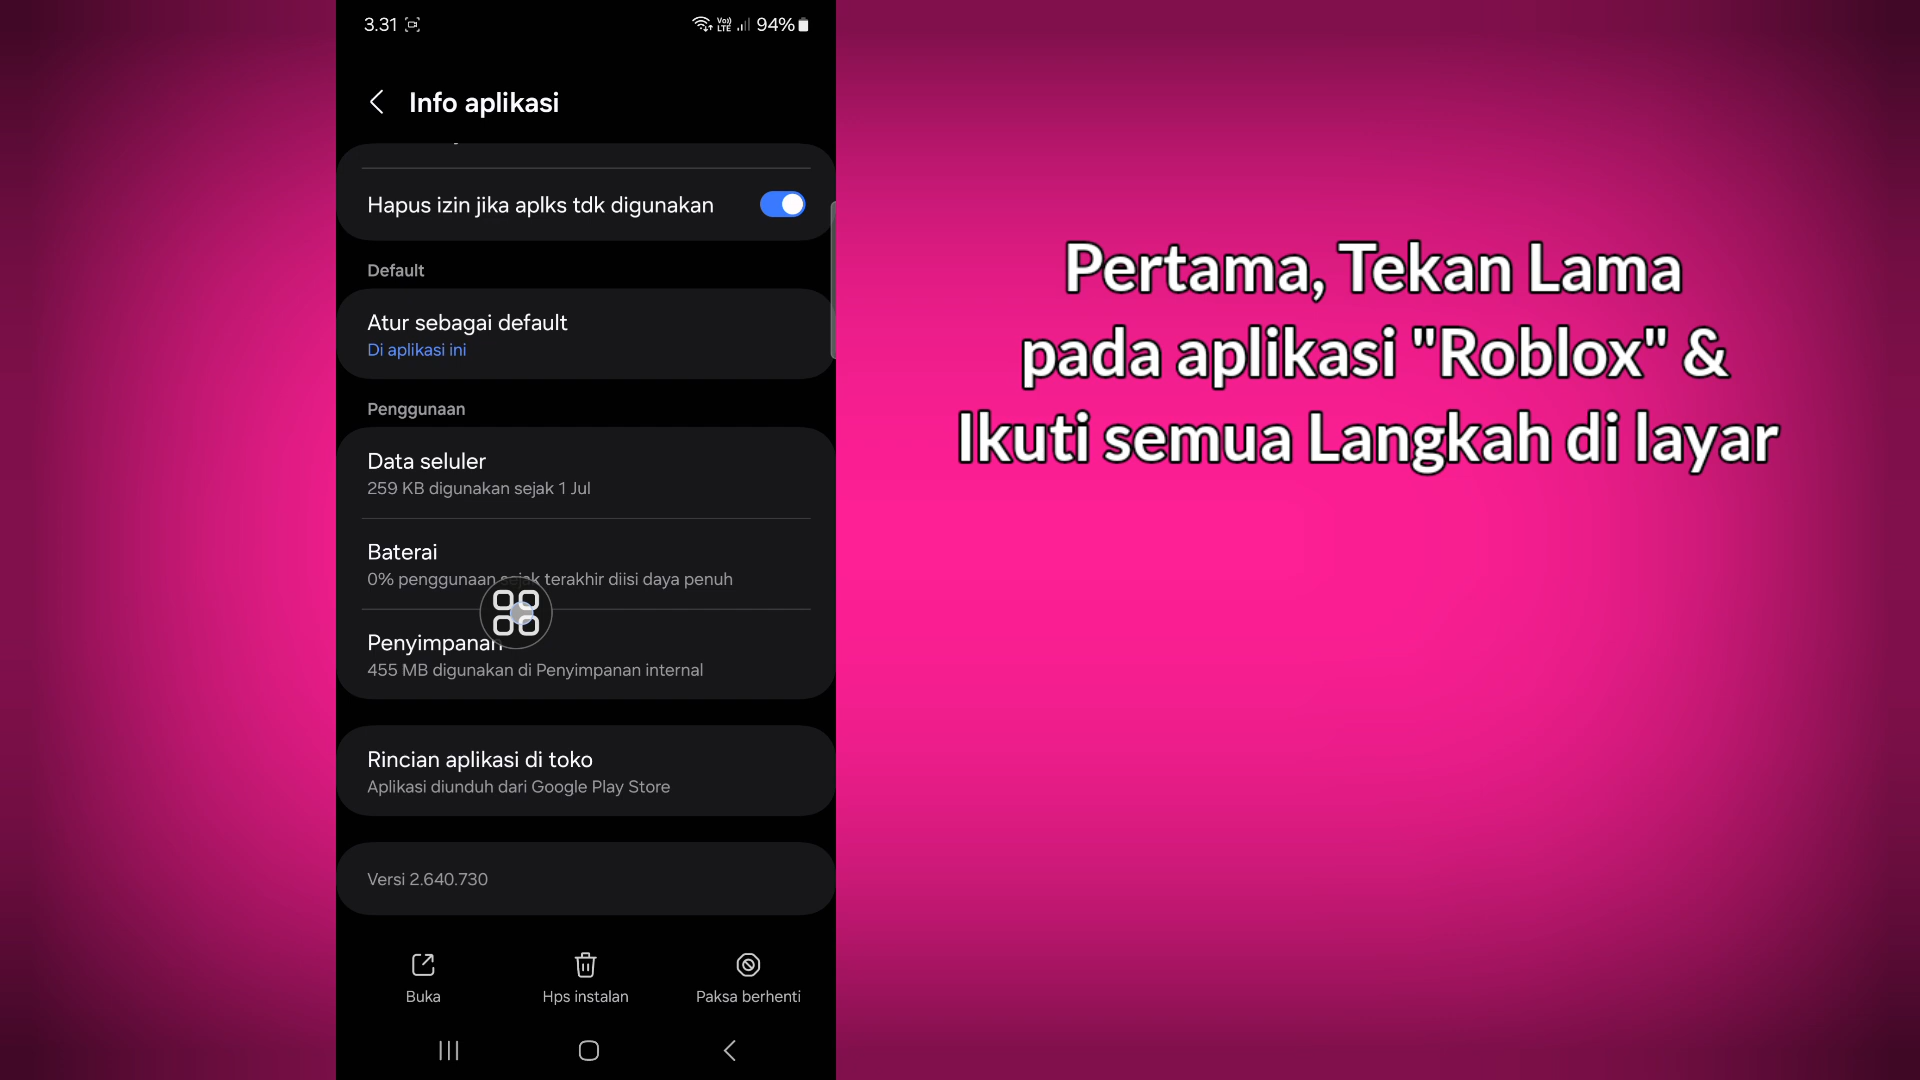 3.31
Vo))
LTE
94%
Info aplikasi
Hapus izin jika aplks tdk digunakan
Default
Atur sebagai default
Di aplikasi ini
Penggunaan
Data seluler
259 KB digunakan sejak 1 Jul
Baterai
0% penggunaan sejak terakhir diisi daya penuh
Penyimpanan
455 MB digunakan di Penyimpanan internal
Rincian aplikasi di toko
Aplikasi diunduh dari Google Play Store
Versi 2.640.730
Buka
Hps instalan
Paksa berhenti
Pertama, Tekan Lama
pada aplikasi "Roblox" &
Ikuti semua Langkah di layar